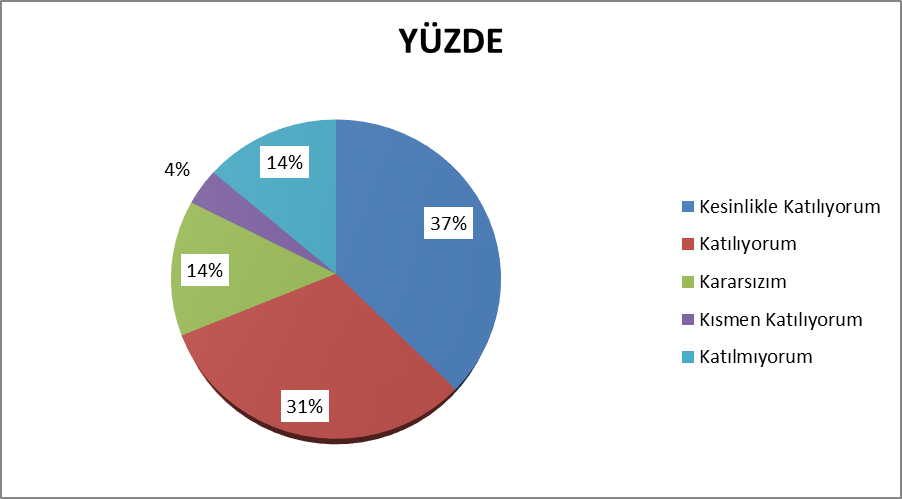 YÜZDE
14%
4%
37%
14%
31%
Kesinlikle Katılıyorum
Katılıyorum
Kararsızım
Kısmen Katılıyorum
Katılmıyorum